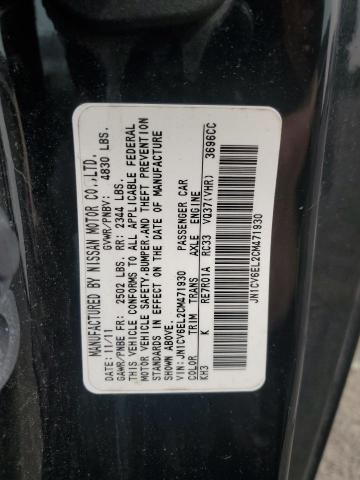 MANUFACTURED BY NISSAN MOTOR CO.,LTD.
11/11 GVWR/PNBV: 4830 LBS.
GAWR/PNBE FR: 2502 LBS. RR: 2344 LBS.
THIS VEHICLE CONFORMS TO ALL APPLICABLE FEDERAL
MOTOR VEHICLE SAFETY,BUMPER,AND THEFT PREVENTION
STANDARDS IN EFFECT ON THE DATE OF MANUFACTURE
SHOWN ABOVE.
VIN: JN1CV6EL2CM471930 PASSENGER CAR
COLOR TRIM TRANS AXLE ENGINE
KH3 K RE7R01A RC33 VQ37(VHR) 3696CC
JN1CV6EL2CM471930